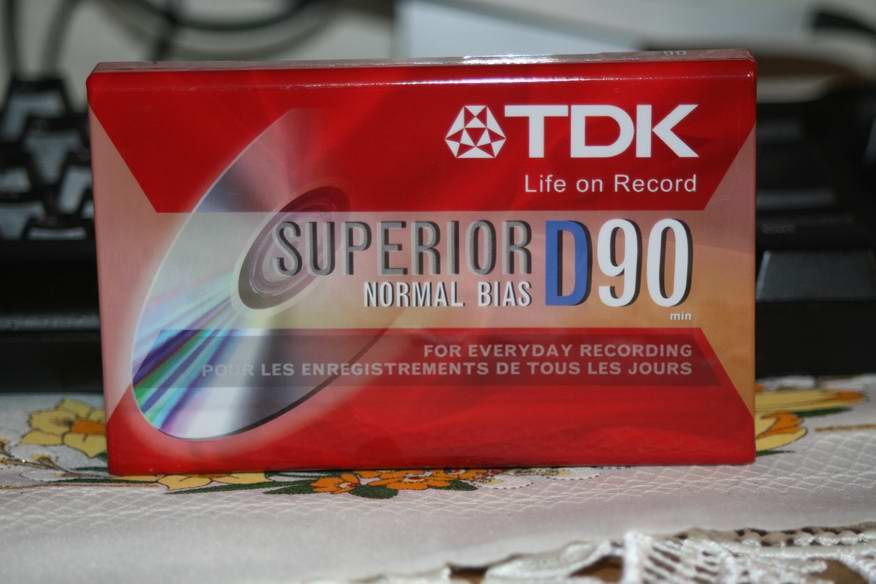 TDK
Life on Record
SUPERIOR D90
NORMAL BIAS
min
FOR EVERYDAY RECORDING
POUR LES ENREGISTREMENTS DE TOUS LES JOURS